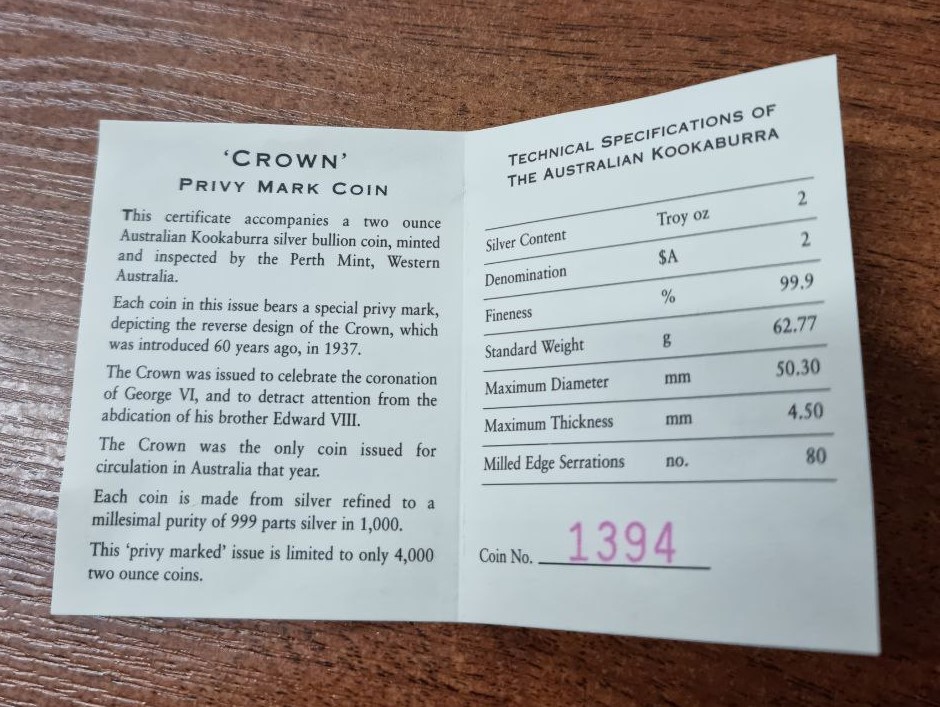 'CROWN'
PRIVY MARK COIN
This certificate accompanies a two ounce
Australian Kookaburra silver bullion coin, minted
and inspected by the Perth Mint, Western
Australia.
Each coin in this issue bears a special privy mark,
depicting the reverse design of the Crown, which
was introduced 60 years ago, in 1937.
The Crown was issued to celebrate the coronation
of George VI, and to detract attention from the
abdication of his brother Edward VIII.
The Crown was the only coin issued for
circulation in Australia that year.
Each coin is made from silver refined to a
millesimal purity of 999 parts silver in 1,000.
This 'privy marked' issue is limited to only 4,000
two ounce coins.
TECHNICAL SPECIFICATIONS OF
THE AUSTRALIAN KOOKABURRA
Silver Content Troy oz 2
Denomination $A 2
Fineness % 99.9
Standard Weight g 62.77
Maximum Diameter mm 50.30
Maximum Thickness mm 4.50
Milled Edge Serrations no. 80
Coin No. 1394